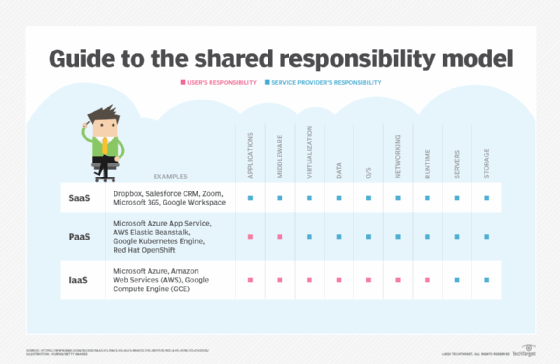 Guide to the shared responsibility model
USER'S RESPONSIBILITY SERVICE PROVIDER'S RESPONSIBILITY
EXAMPLES
APPLICATIONS
MIDDLEWARE
VIRTUALIZATION
DATA
O/S
NETWORKING
RUNTIME
SERVERS
STORAGE
SaaS
Dropbox, Salesforce CRM, Zoom,
Microsoft 365, Google Workspace
PaaS
Microsoft Azure App Service,
AWS Elastic Beanstalk,
Google Kubernetes Engine,
Red Hat OpenShift
IaaS
Microsoft Azure, Amazon
Web Services (AWS), Google
Compute Engine (GCE)
TechTarget